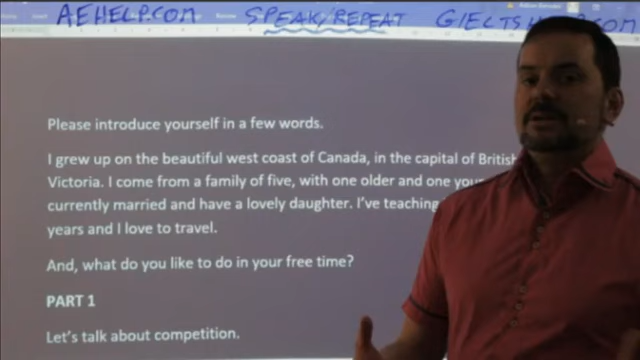 AEHELP.COM SPEAK/REPEAT GIELTSHELP.COM
Please introduce yourself in a few words.
I grew up on the beautiful west coast of Canada, in the capital of British
Victoria. I come from a family of five, with one older and one
currently married and have a lovely daughter. I've teaching
years and I love to travel.
And, what do you like to do in your free time?
PART 1
Let's talk about competition.